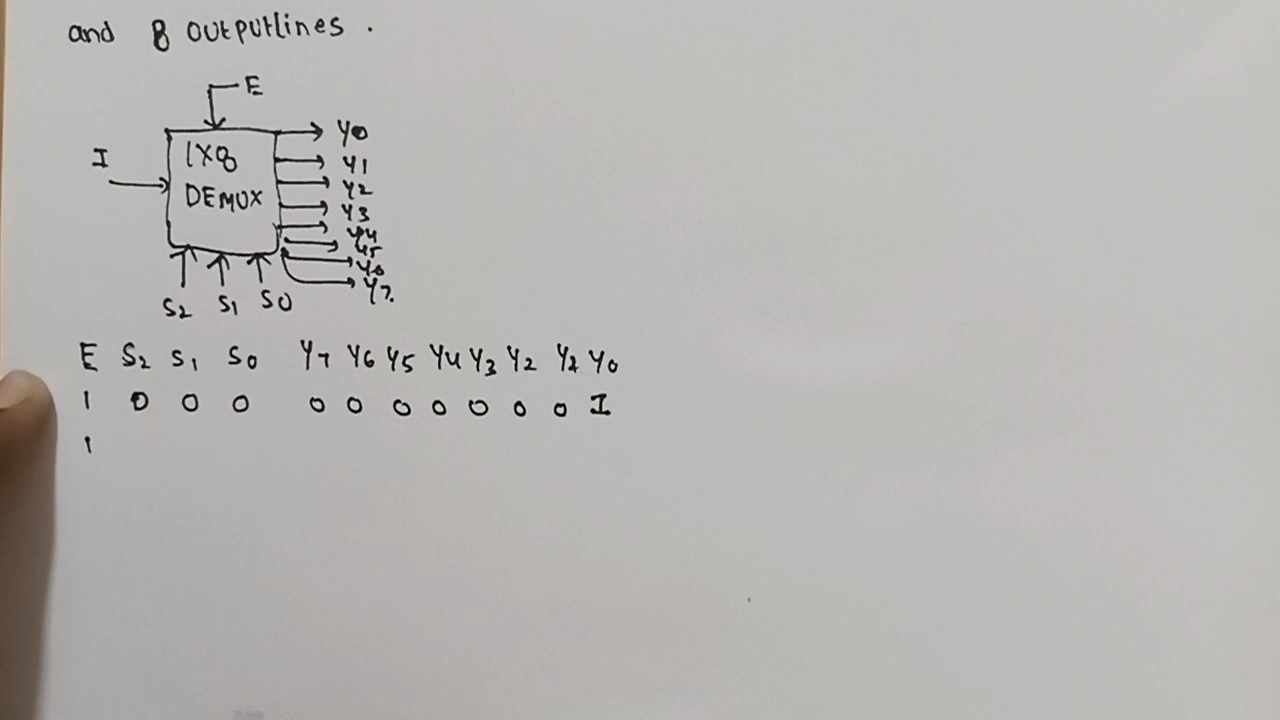 and 8 outputlines .
E
I
1X8
DEMUX
Y0
Y1
Y2
Y3
Y4
Y5
Y6
Y7.
S2 S1 S0
E S2 S1 S0 Y7 Y6 Y5 Y4 Y3 Y2 Y1 Y0
1 0 0 0 0 0 0 0 0 0 0 I
1